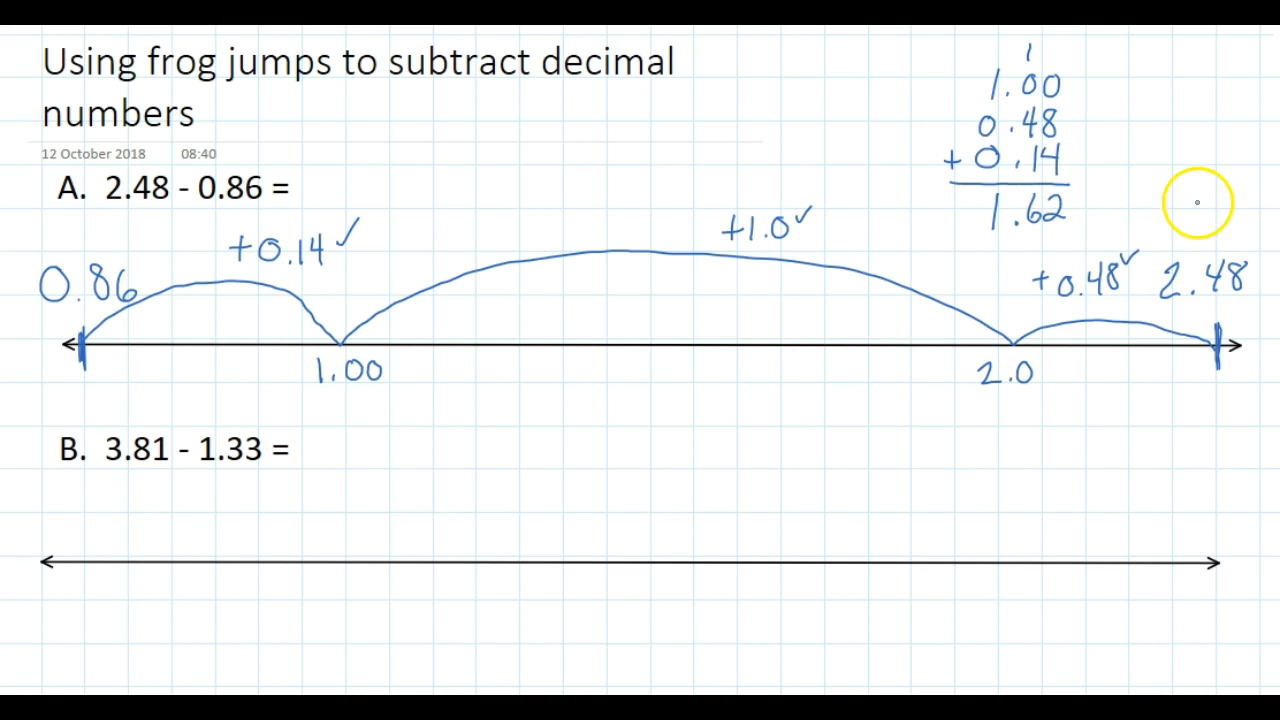 Using frog jumps to subtract decimal
numbers
12 October 2018 08:40
1
1.00
0.48
+ 0.14
1.62
A. 2.48 - 0.86 =
0.86 +0.14 ✓ +1.0 ✓ +0.48 ✓ 2.48
1.00 2.0
B. 3.81 - 1.33 =